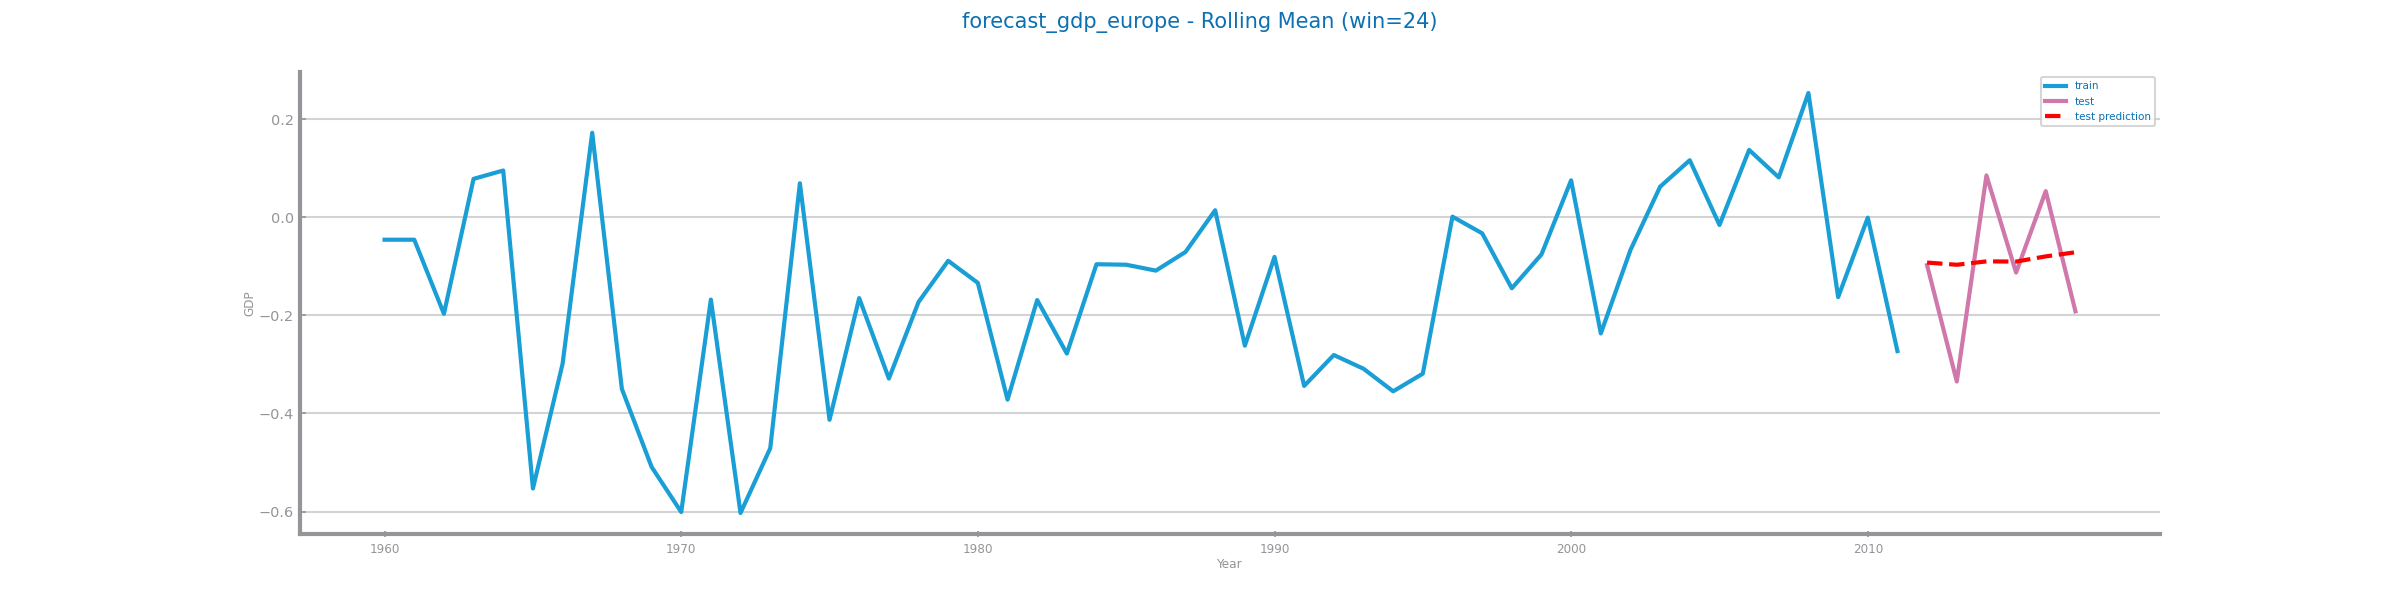 forecast_gdp_europe - Rolling Mean (win=24)
train
test
test prediction
0.2
0.0
−0.2
−0.4
−0.6
GDP
1960 1970 1980 1990 2000 2010
Year